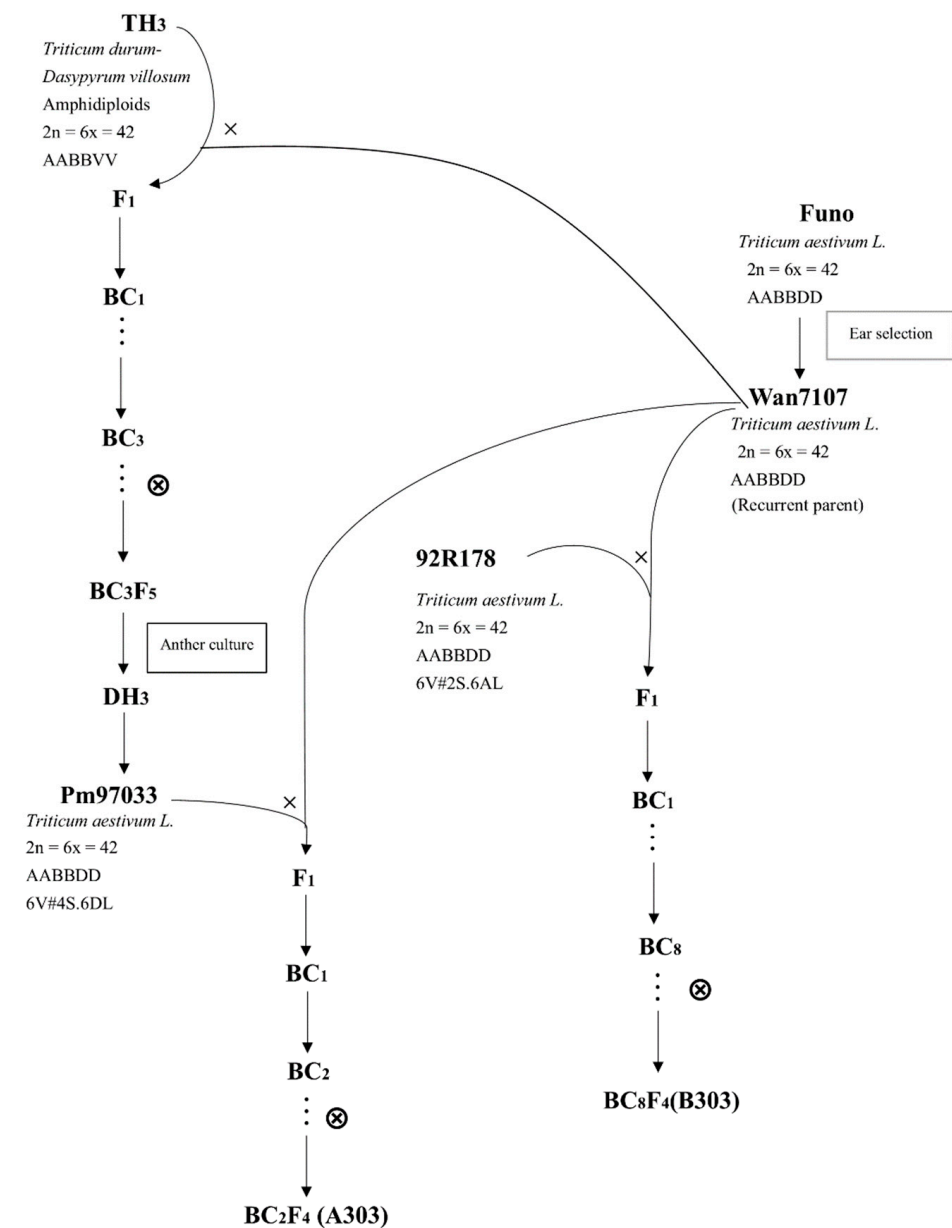 TH3
Triticum durum-
Dasypyrum villosum
Amphidiploids
2n = 6x = 42
AABBVV
×
F1
BC1
BC3
⊗
BC3F5
Anther culture
DH3
Pm97033
Triticum aestivum L.
2n = 6x = 42
AABBDD
6V#4S.6DL
×
F1
BC1
BC2
⊗
BC2F4 (A303)
Funo
Triticum aestivum L.
2n = 6x = 42
AABBDD
Ear selection
Wan7107
Triticum aestivum L.
2n = 6x = 42
AABBDD
(Recurrent parent)
92R178
×
Triticum aestivum L.
2n = 6x = 42
AABBDD
6V#2S.6AL
F1
BC1
BC8
⊗
BC8F4(B303)